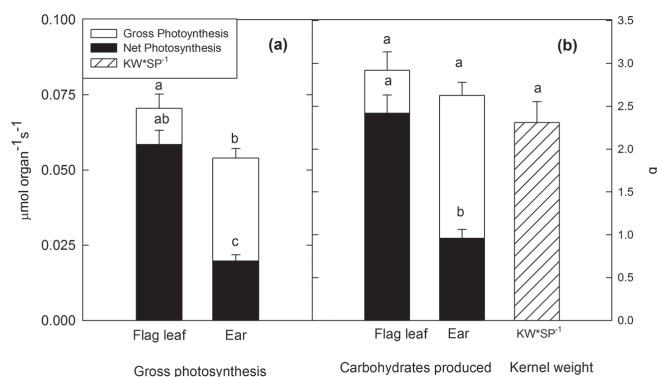 0.100
0.075
0.050
0.025
0.000
μmol organ⁻¹s⁻¹
Gross Photoynthesis
Net Photosynthesis
KW*SP⁻¹
(a)
a
ab
b
c
Flag leaf
Ear
Gross photosynthesis
(b)
a
a
a
b
a
Flag leaf
Ear
KW*SP⁻¹
Carbohydrates produced
Kernel weight
3.5
3.0
2.5
2.0
1.5
1.0
0.5
0.0
g